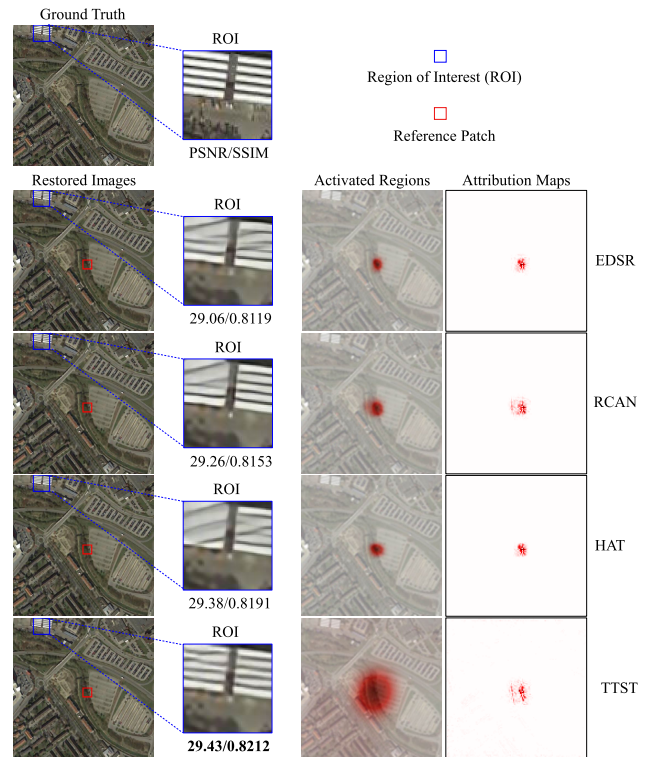 Ground Truth
ROI
PSNR/SSIM
Region of Interest (ROI)
Reference Patch
Restored Images
Activated Regions
Attribution Maps
ROI
29.06/0.8119
EDSR
ROI
29.26/0.8153
RCAN
ROI
29.38/0.8191
HAT
ROI
29.43/0.8212
TTST